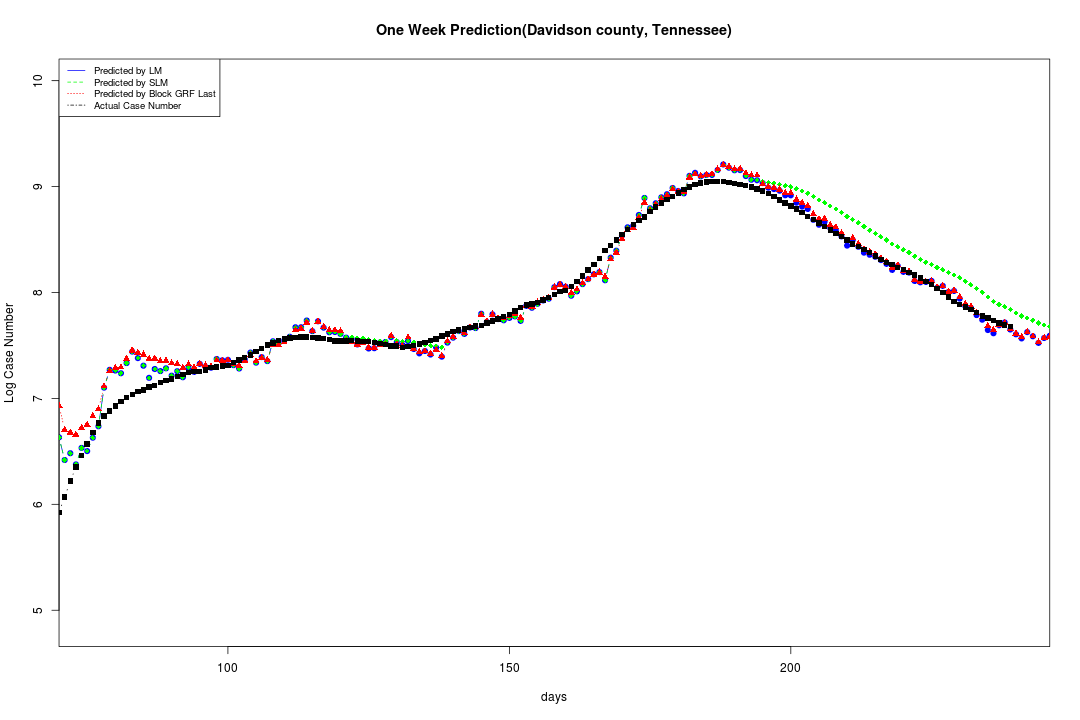 One Week Prediction(Davidson county, Tennessee)
Predicted by LM
Predicted by SLM
Predicted by Block GRF Last
Actual Case Number
10
9
8
7
6
5
Log Case Number
100
150
200
days